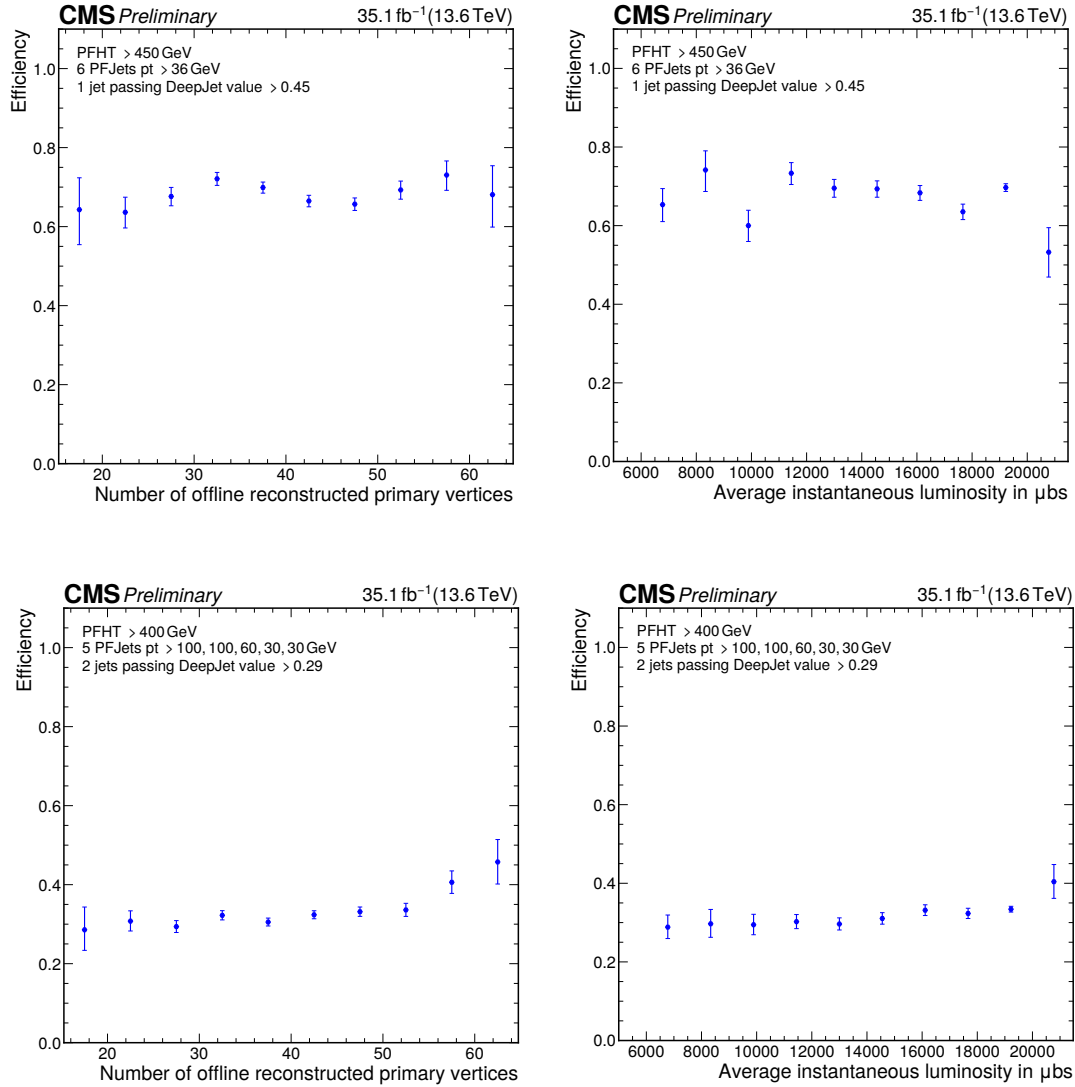 CMS Preliminary 35.1 fb⁻¹(13.6 TeV)
Efficiency
PFHT > 450 GeV
6 PFJets pt > 36 GeV
1 jet passing DeepJet value > 0.45
1.0
0.8
0.6
0.4
0.2
0.0
20 30 40 50 60
Number of offline reconstructed primary vertices
CMS Preliminary 35.1 fb⁻¹(13.6 TeV)
Efficiency
PFHT > 450 GeV
6 PFJets pt > 36 GeV
1 jet passing DeepJet value > 0.45
1.0
0.8
0.6
0.4
0.2
0.0
6000 8000 10000 12000 14000 16000 18000 20000
Average instantaneous luminosity in μbs
CMS Preliminary 35.1 fb⁻¹(13.6 TeV)
Efficiency
PFHT > 400 GeV
5 PFJets pt > 100, 100, 60, 30, 30 GeV
2 jets passing DeepJet value > 0.29
1.0
0.8
0.6
0.4
0.2
0.0
20 30 40 50 60
Number of offline reconstructed primary vertices
CMS Preliminary 35.1 fb⁻¹(13.6 TeV)
Efficiency
PFHT > 400 GeV
5 PFJets pt > 100, 100, 60, 30, 30 GeV
2 jets passing DeepJet value > 0.29
1.0
0.8
0.6
0.4
0.2
0.0
6000 8000 10000 12000 14000 16000 18000 20000
Average instantaneous luminosity in μbs